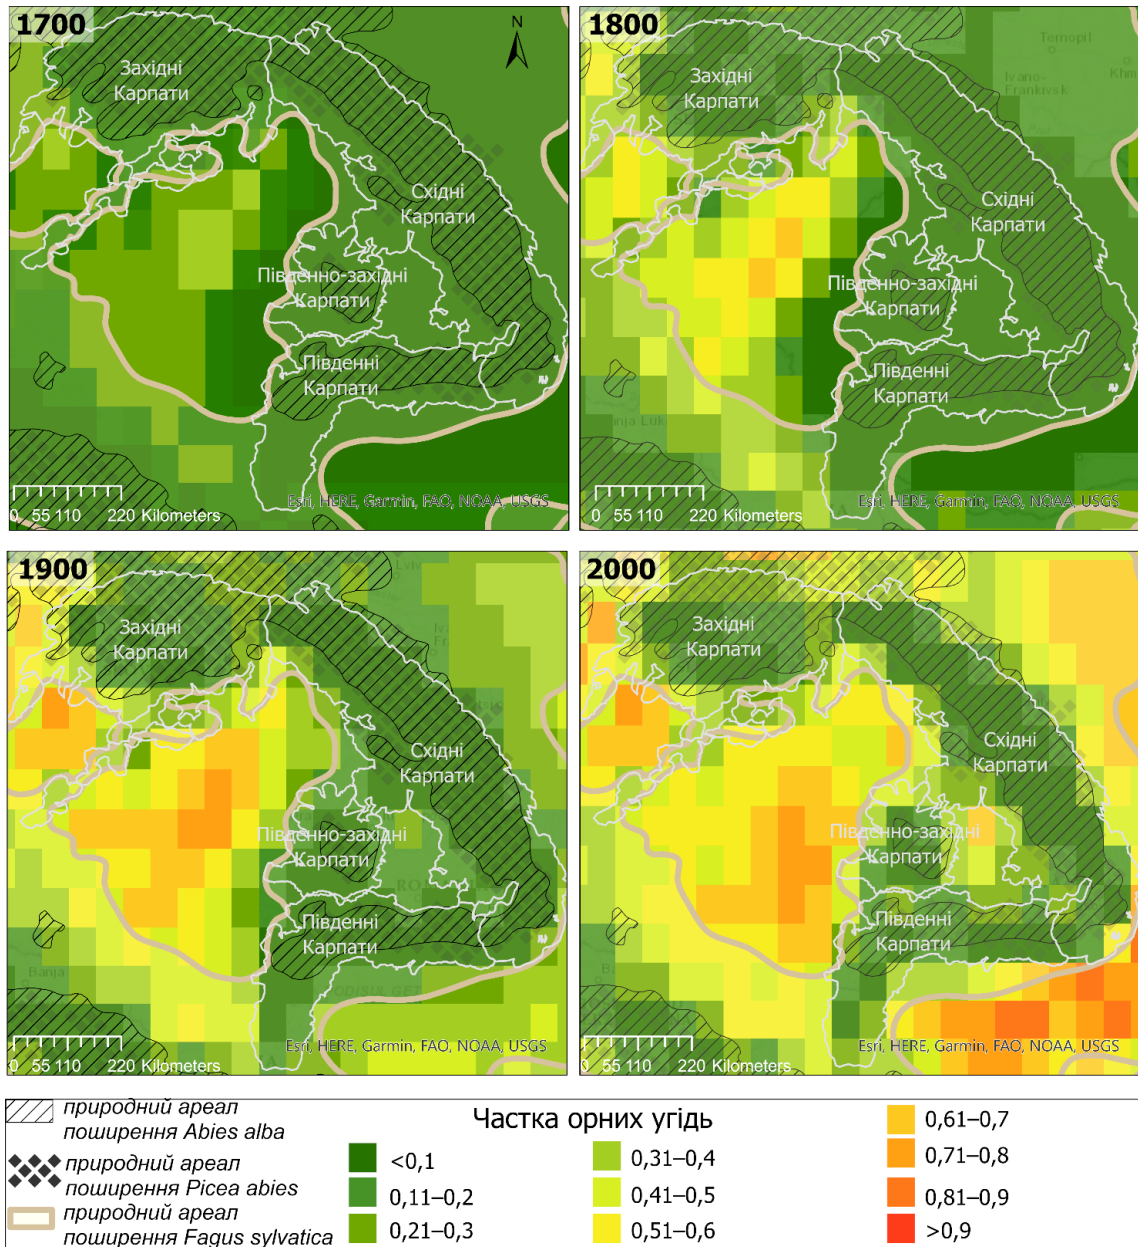 1700
N
Західні
Карпати
Східні
Карпати
Південно-західні
Карпати
Південні
Карпати
Esri, HERE, Garmin, FAO, NOAA, USGS
0 55 110 220 Kilometers
1800
Ternopil
Ivano-
Frankivsk
Khm
Західні
Карпати
Східні
Карпати
Південно-західні
Карпати
Південні
Карпати
Esri, HERE, Garmin, FAO, NOAA, USGS
0 55 110 220 Kilometers
1900
Lviv
Західні
Карпати
Східні
Карпати
Південно-західні
Карпати
Південні
Карпати
Banja
Esri, HERE, Garmin, FAO, NOAA, USGS
0 55 110 220 Kilometers
2000
Західні
Карпати
Східні
Карпати
Південно-західні
Карпати
Південні
Карпати
Esri, HERE, Garmin, FAO, NOAA, USGS
0 55 110 220 Kilometers
природний ареал
поширення Abies alba
природний ареал
поширення Picea abies
природний ареал
поширення Fagus sylvatica
Частка орних угідь
<0,1
0,11–0,2
0,21–0,3
0,31–0,4
0,41–0,5
0,51–0,6
0,61–0,7
0,71–0,8
0,81–0,9
>0,9